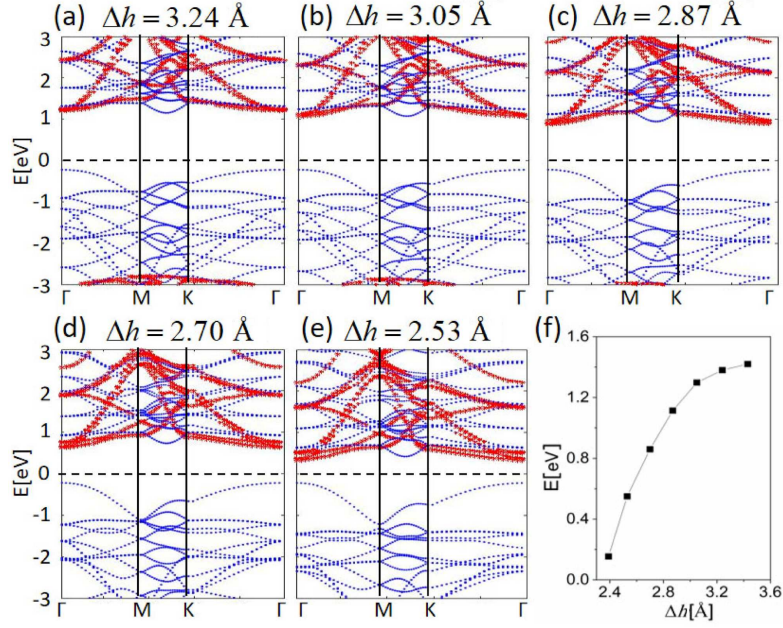 (a) Δh = 3.24 Å
(b) Δh = 3.05 Å
(c) Δh = 2.87 Å
3
2
1
0
-1
-2
-3
E[eV]
Γ M K Γ
Γ M K Γ
Γ M K Γ
(d) Δh = 2.70 Å
(e) Δh = 2.53 Å
(f)
3
2
1
0
-1
-2
-3
E[eV]
Γ M K Γ
Γ M K Γ
1.6
1.2
0.8
0.4
0.0
E[eV]
2.4 2.8 3.2 3.6
Δh[Å]